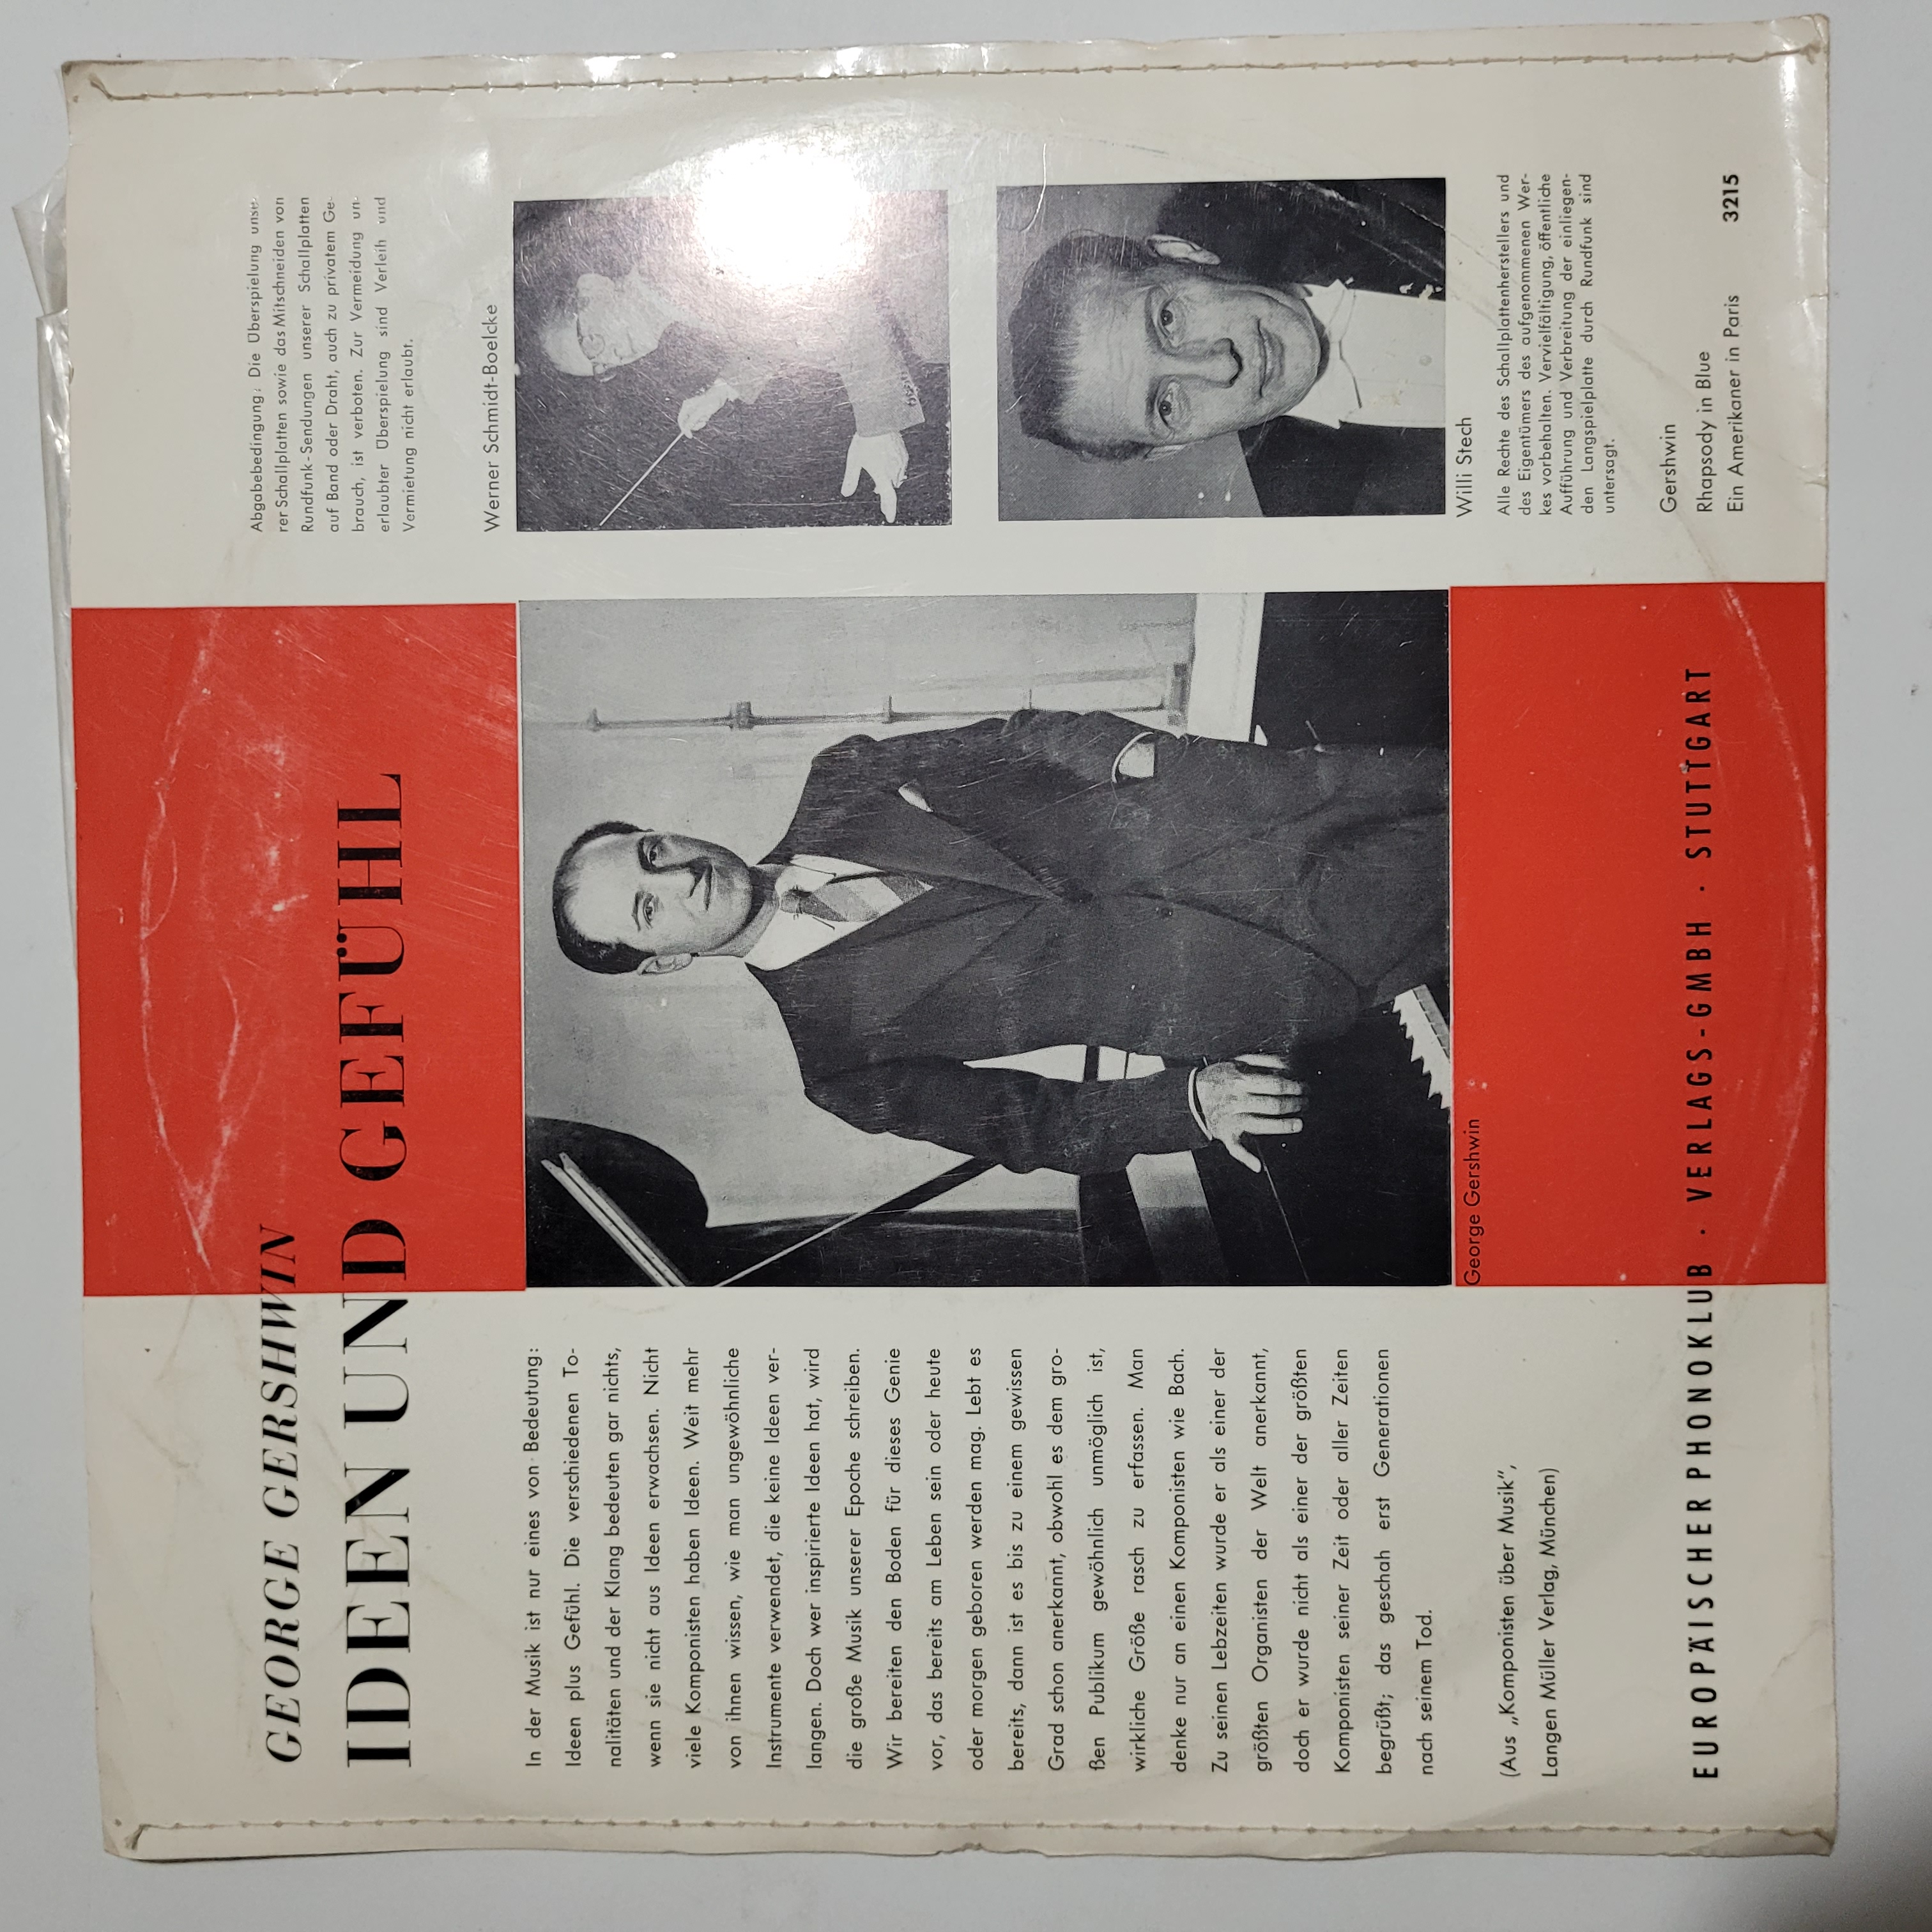 GEORGE GERSHWIN
IDEEN UND GEFÜHL
In der Musik ist nur eines von Bedeutung:
Ideen plus Gefühl. Die verschiedenen To-
nalitäten und der Klang bedeuten gar nichts,
wenn sie nicht aus Ideen erwachsen. Nicht
viele Komponisten haben Ideen. Weit mehr
von ihnen wissen, wie man ungewöhnliche
Instrumente verwendet, die keine Ideen ver-
langen. Doch wer inspirierte Ideen hat, wird
die große Musik unserer Epoche schreiben.
Wir bereiten den Boden für dieses Genie
vor, das bereits am Leben sein oder heute
oder morgen geboren werden mag. Lebt es
bereits, dann ist es bis zu einem gewissen
Grad schon anerkannt, obwohl es dem gro-
ßen Publikum gewöhnlich unmöglich ist,
wirkliche Größe rasch zu erfassen. Man
denke nur an einen Komponisten wie Bach.
Zu seinen Lebzeiten wurde er als einer der
größten Organisten der Welt anerkannt,
doch er wurde nicht als einer der größten
Komponisten seiner Zeit oder aller Zeiten
begrüßt; das geschah erst Generationen
nach seinem Tod.
(Aus „Komponisten über Musik“,
Langen Müller Verlag, München)
George Gershwin
Abgabebedingung: Die Überspielung unse-
rer Schallplatten sowie das Mitschneiden von
Rundfunk-Sendungen unserer Schallplatten
auf Band oder Draht, auch zu privatem Ge-
brauch, ist verboten. Zur Vermeidung un-
erlaubter Überspielung sind Verleih und
Vermietung nicht erlaubt.
Werner Schmidt-Boelcke
Willi Stech
Alle Rechte des Schallplattenherstellers und
des Eigentümers des aufgenommenen Wer-
kes vorbehalten. Vervielfältigung, öffentliche
Aufführung und Verbreitung der einliegen-
den Langspielplatte durch Rundfunk sind
untersagt.
Gershwin
Rhapsody in Blue
Ein Amerikaner in Paris 3215
EUROPÄISCHER PHONOKLUB · VERLAGS-GMBH · STUTTGART